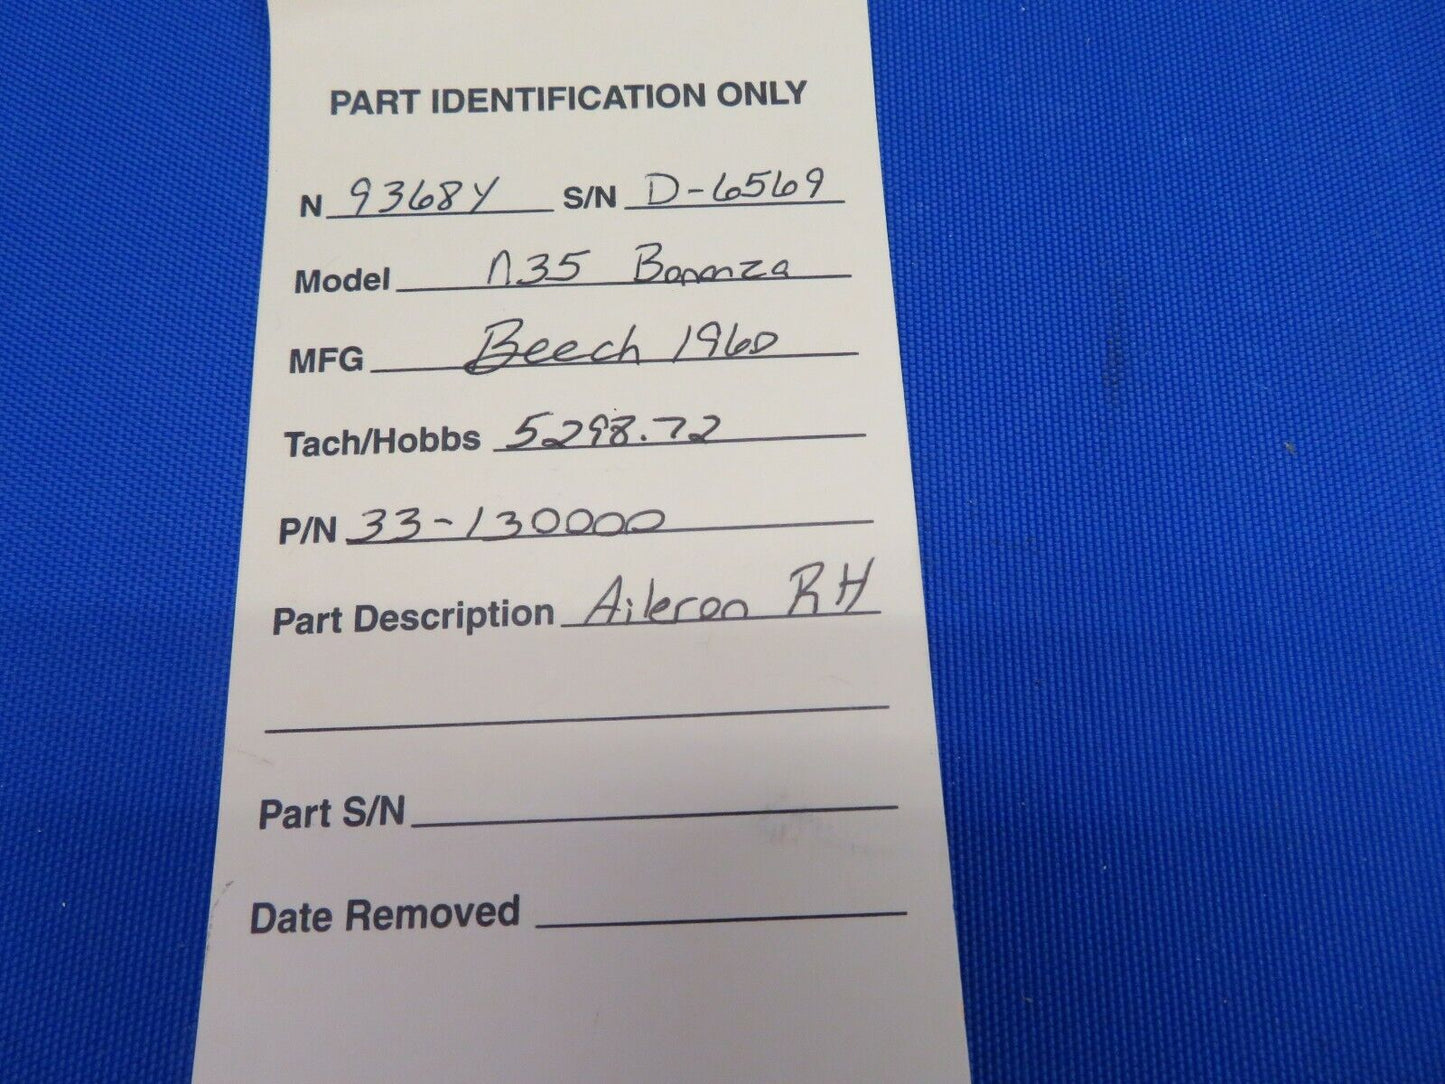 PART IDENTIFICATION ONLY
N 9368Y S/N D-6569
Model N35 Bonanza
MFG Beech 1960
Tach/Hobbs 5298.72
P/N 33-130000
Part Description Aileron RH
Part S/N
Date Removed